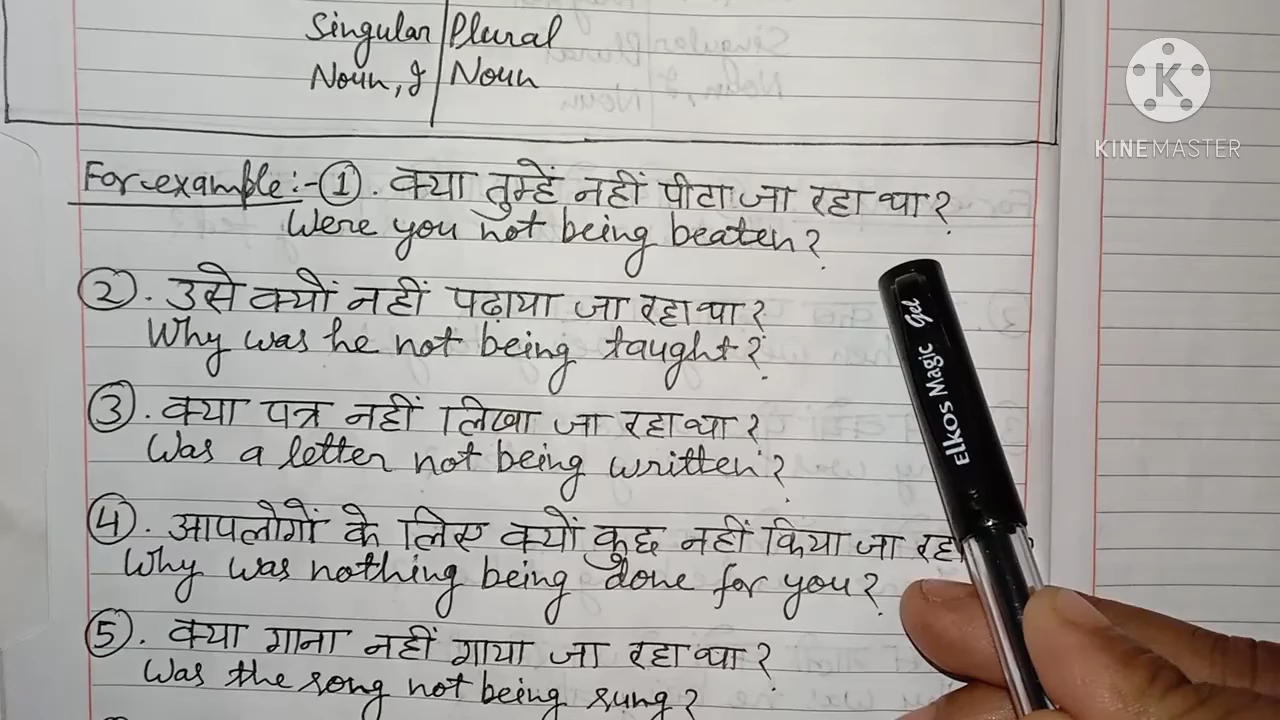 Singular | Plural
Noun, I | Noun
K
KINEMASTER
For example:- ①. क्या तुम्हें नहीं पीटा जा रहा था?
Were you not being beaten?
②. उसे क्यों नहीं पढ़ाया जा रहा था?
Why was he not being taught?
③. क्या पत्र नहीं लिखा जा रहा था?
Was a letter not being written?
④. आपलोगों के लिए क्यों कुछ नहीं किया जा रहा ?
Why was nothing being done for you?
⑤. क्या गाना नहीं गाया जा रहा था?
Was the song not being sung?
Elkos Magic Gel